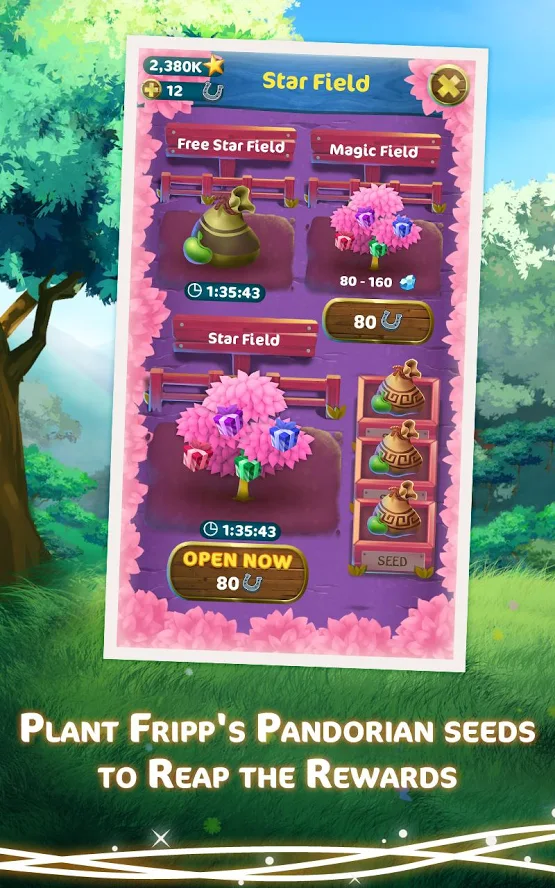 2,380K
12
Star Field
Free Star Field
Magic Field
1:35:43
80 - 160
80
Star Field
1:35:43
OPEN NOW
80
SEED
PLANT FRIPP'S PANDORIAN SEEDS
TO REAP THE REWARDS